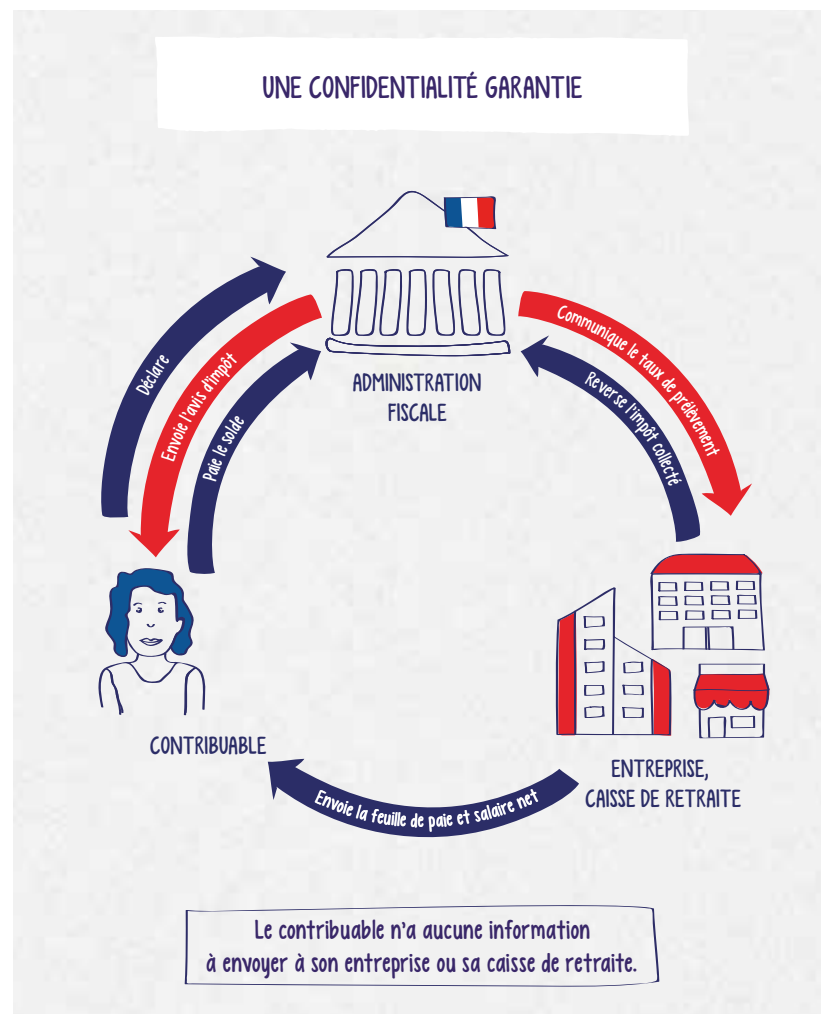 UNE CONFIDENTIALITÉ GARANTIE
Déclare
Envoie l'avis d'impôt
Paie le solde
Communique le taux de prélèvement
Reverse l'impôt collecté
ADMINISTRATION
FISCALE
CONTRIBUABLE
ENTREPRISE,
CAISSE DE RETRAITE
Envoie la feuille de paie et salaire net
Le contribuable n'a aucune information
à envoyer à son entreprise ou sa caisse de retraite.